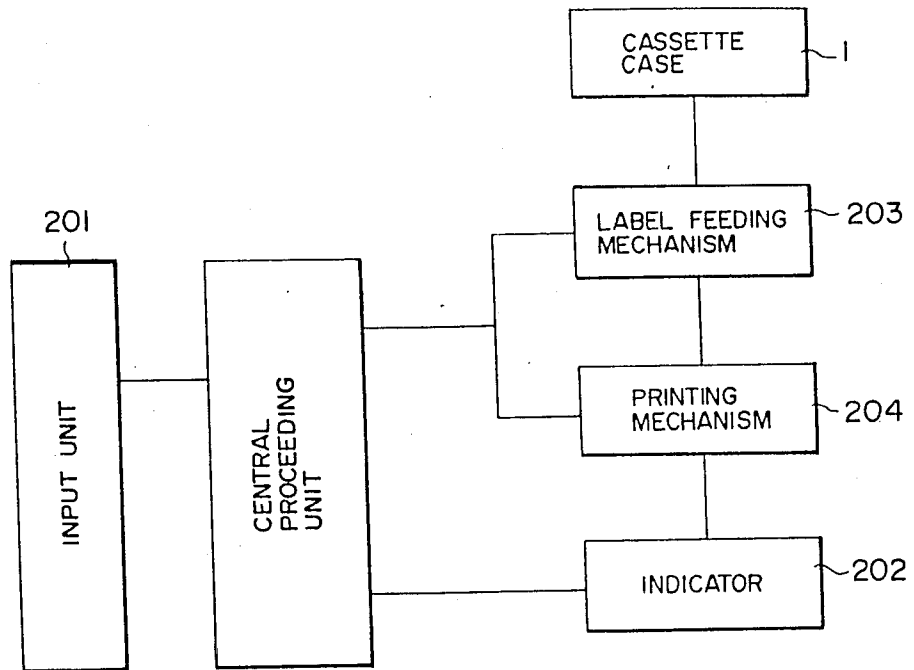 CASSETTE
CASE
1
LABEL FEEDING
MECHANISM
203
201
INPUT UNIT
CENTRAL
PROCEEDING
UNIT
PRINTING
MECHANISM
204
INDICATOR
202